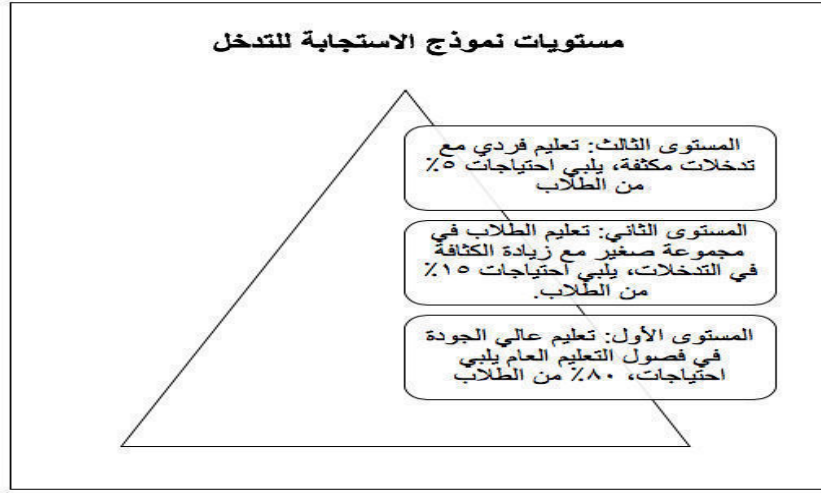 مستويات نموذج الاستجابة للتدخل
المستوى الثالث: تعليم فردي مع
تدخلات مكثفة، يلبي احتياجات ٥٪
من الطلاب
المستوى الثاني: تعليم الطلاب في
مجموعة صغير مع زيادة الكثافة
في التدخلات، يلبي احتياجات ١٥٪
من الطلاب.
المستوى الأول: تعليم عالي الجودة
في فصول التعليم العام يلبي
احتياجات، ٨٠٪ من الطلاب